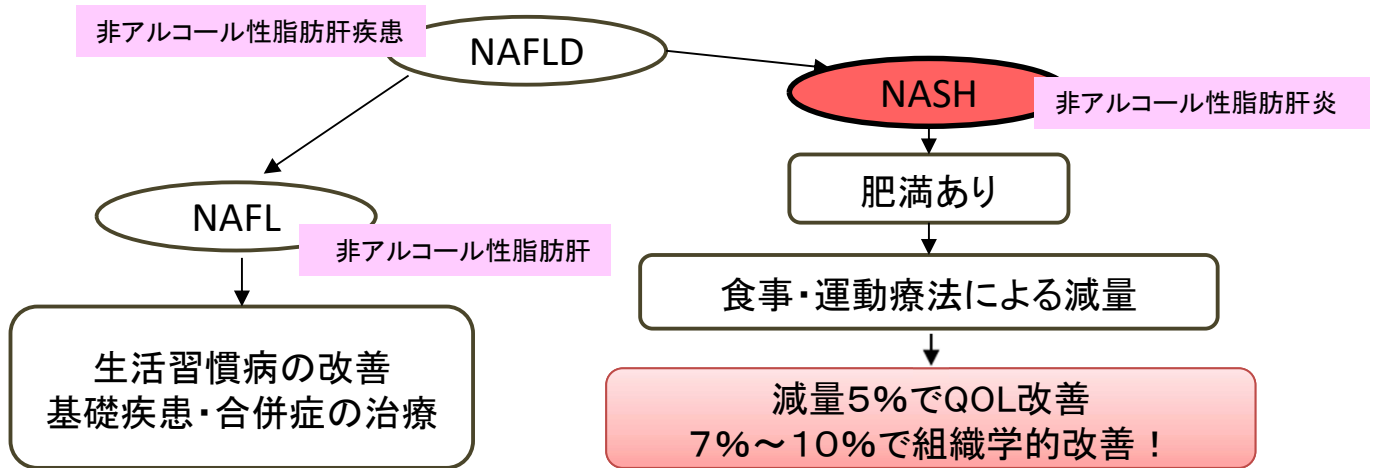 非アルコール性脂肪肝疾患
NAFLD
NASH
非アルコール性脂肪肝炎
肥満あり
NAFL
非アルコール性脂肪肝
食事・運動療法による減量
生活習慣病の改善
基礎疾患・合併症の治療
減量５％でQOL改善
７％～１０％で組織学的改善！